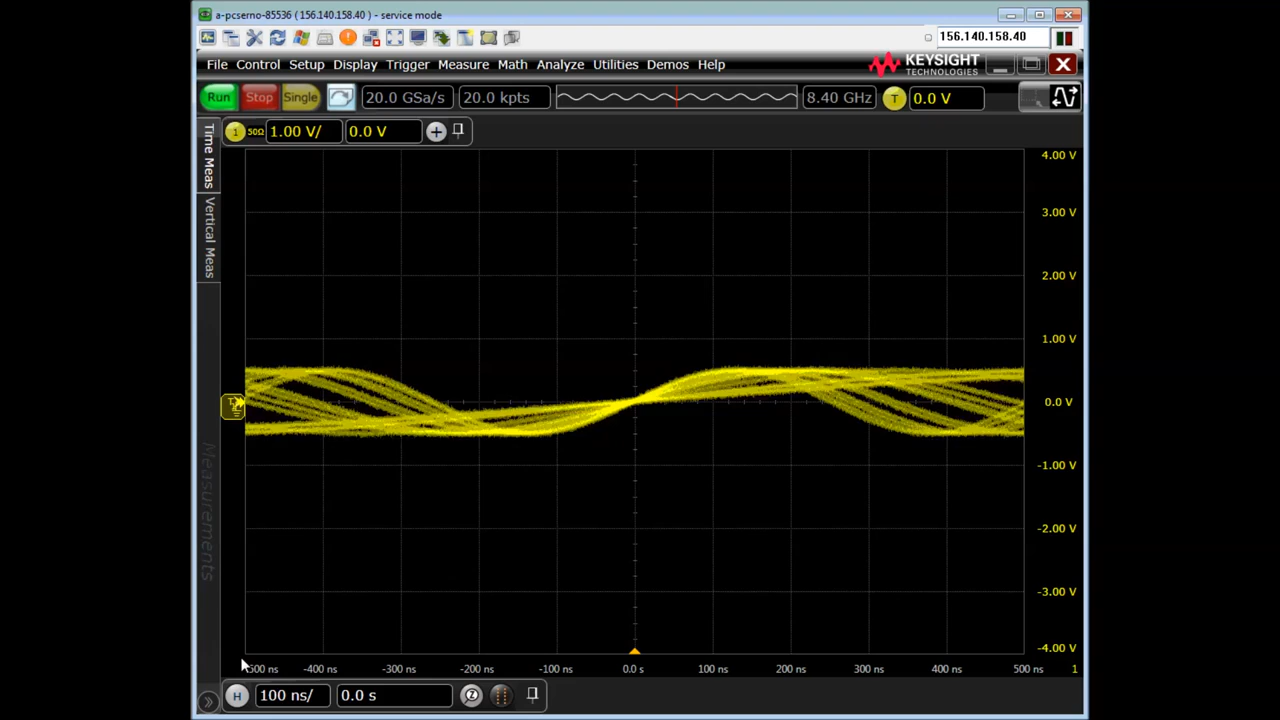 a-pcserno-85536 ( 156.140.158.40 ) - service mode
156.140.158.40
File Control Setup Display Trigger Measure Math Analyze Utilities Demos Help
KEYSIGHT
TECHNOLOGIES
Run Stop Single 20.0 GSa/s 20.0 kpts 8.40 GHz T 0.0 V
1 50Ω 1.00 V/ 0.0 V
Time Meas
Vertical Meas
Measurements
4.00 V
3.00 V
2.00 V
1.00 V
0.0 V
-1.00 V
-2.00 V
-3.00 V
-4.00 V
500 ns -400 ns -300 ns -200 ns -100 ns 0.0 s 100 ns 200 ns 300 ns 400 ns 500 ns 1
H 100 ns/ 0.0 s